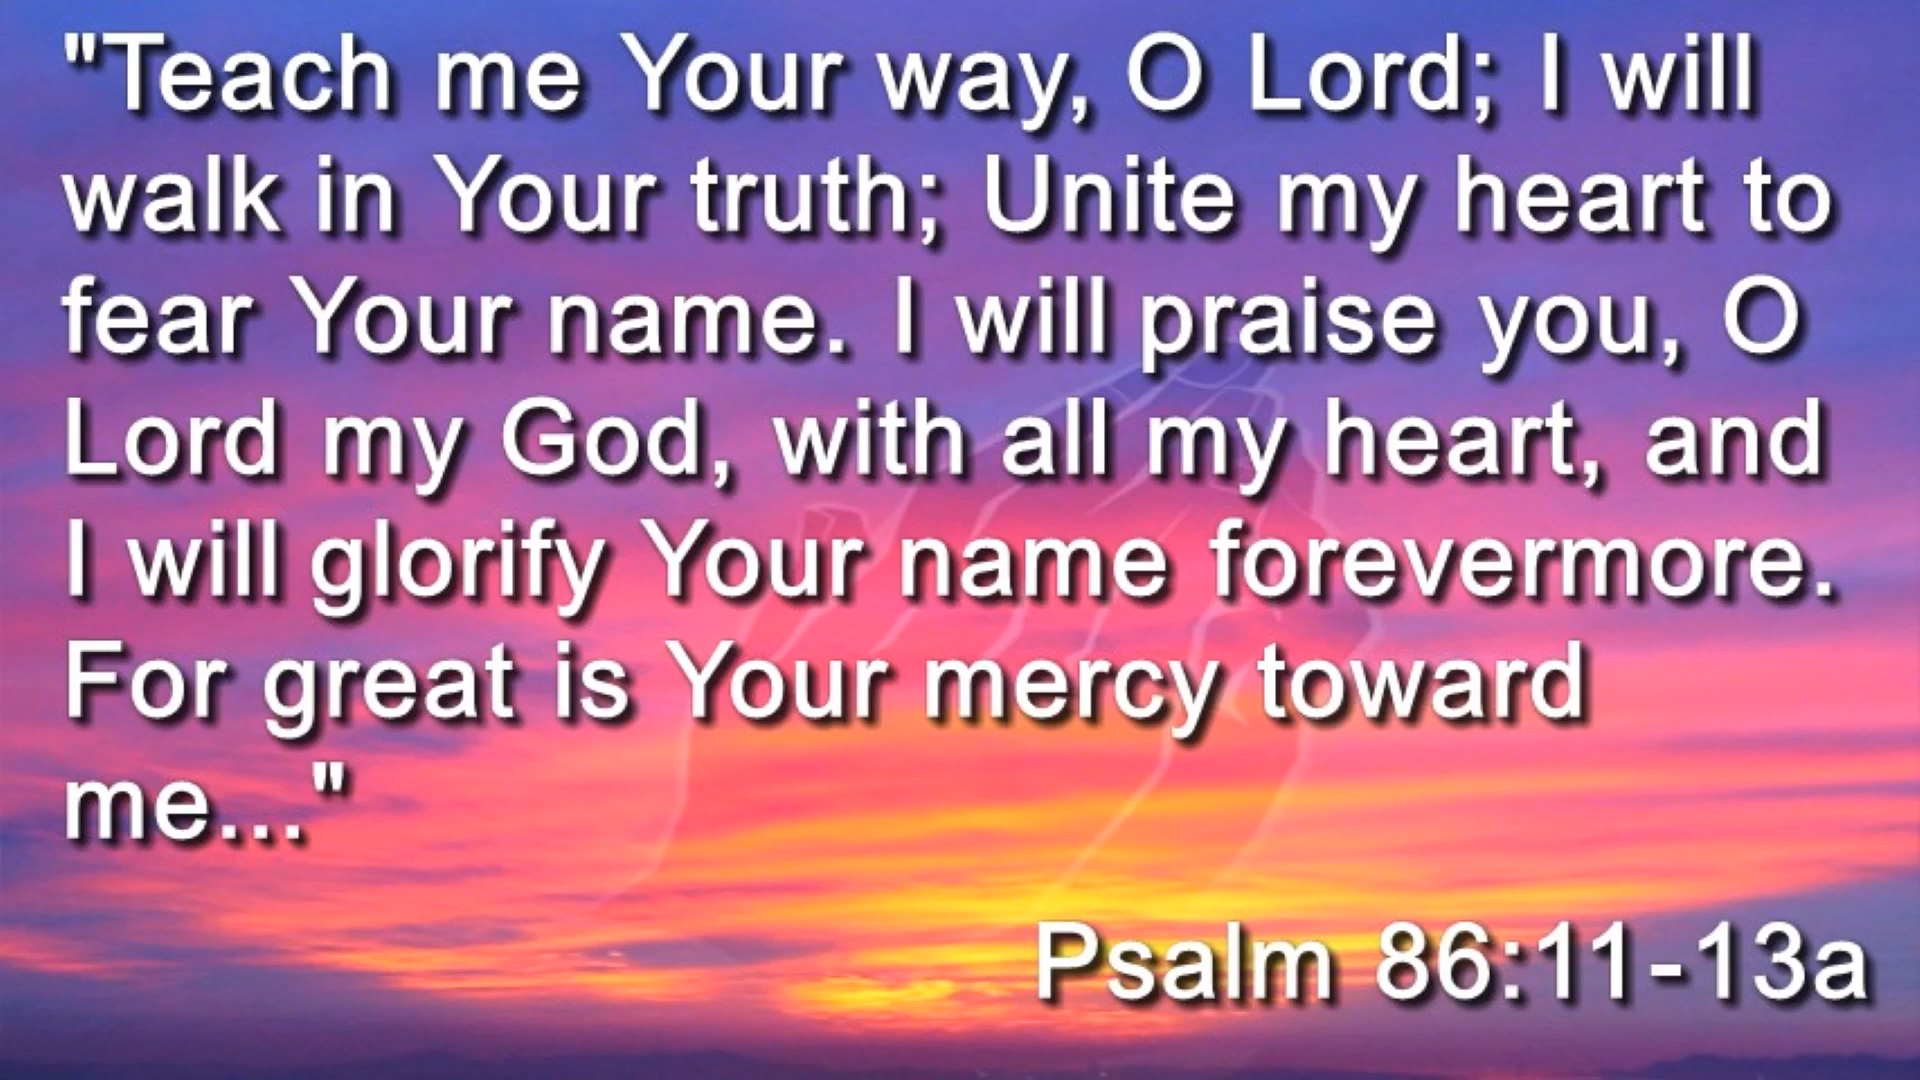 "Teach me Your way, O Lord; I will
walk in Your truth; Unite my heart to
fear Your name. I will praise you, O
Lord my God, with all my heart, and
I will glorify Your name forevermore.
For great is Your mercy toward
me..."
Psalm 86:11-13a